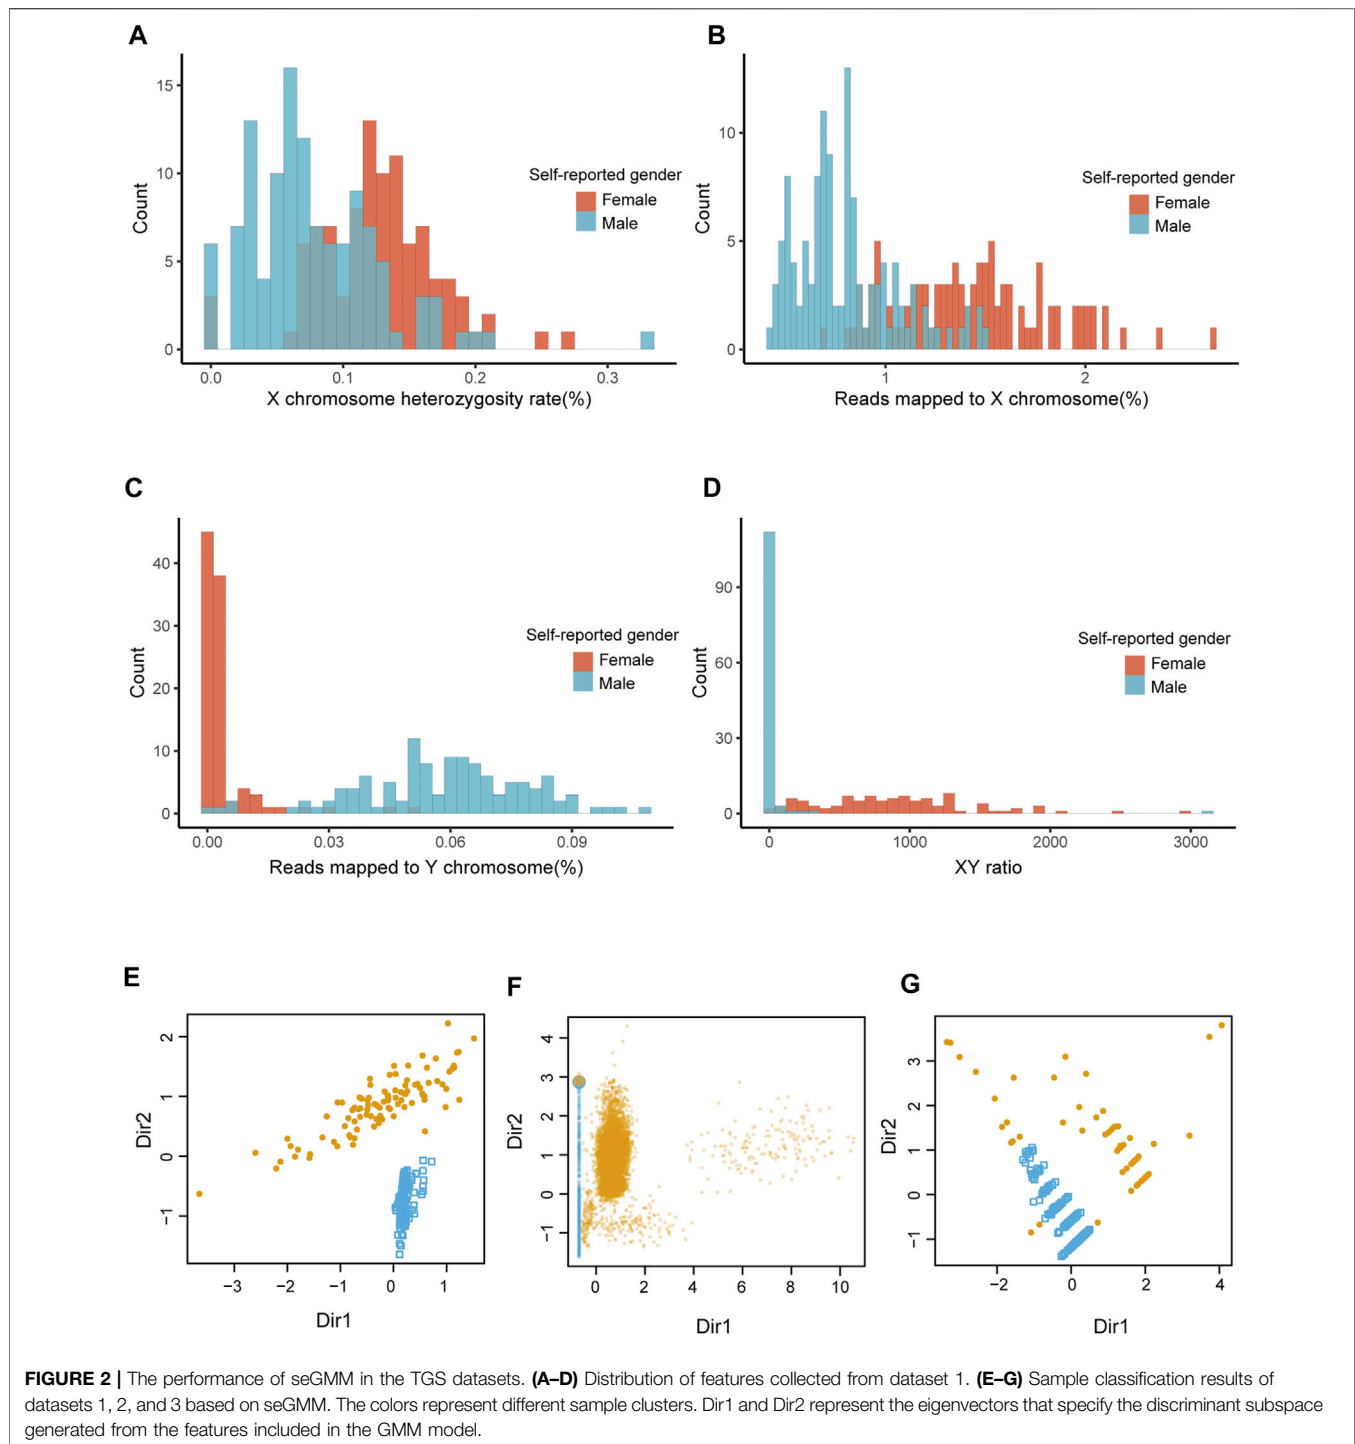 A
15
10
5
0
Count
0.0
0.1
0.2
0.3
X chromosome heterozygosity rate(%)
Self-reported gender
Female
Male
B
10
5
0
Count
1
2
Reads mapped to X chromosome(%)
Self-reported gender
Female
Male
C
40
30
20
10
0
Count
0.00
0.03
0.06
0.09
Reads mapped to Y chromosome(%)
Self-reported gender
Female
Male
D
90
60
30
0
Count
0
1000
2000
3000
XY ratio
Self-reported gender
Female
Male
E
2
1
0
−1
Dir2
−3
−2
−1
0
1
Dir1
F
4
3
2
1
0
−1
Dir2
0
2
4
6
8
10
Dir1
G
3
2
1
0
−1
Dir2
−2
0
2
4
Dir1
FIGURE 2 | The performance of seGMM in the TGS datasets. (A–D) Distribution of features collected from dataset 1. (E–G) Sample classification results of
datasets 1, 2, and 3 based on seGMM. The colors represent different sample clusters. Dir1 and Dir2 represent the eigenvectors that specify the discriminant subspace
generated from the features included in the GMM model.